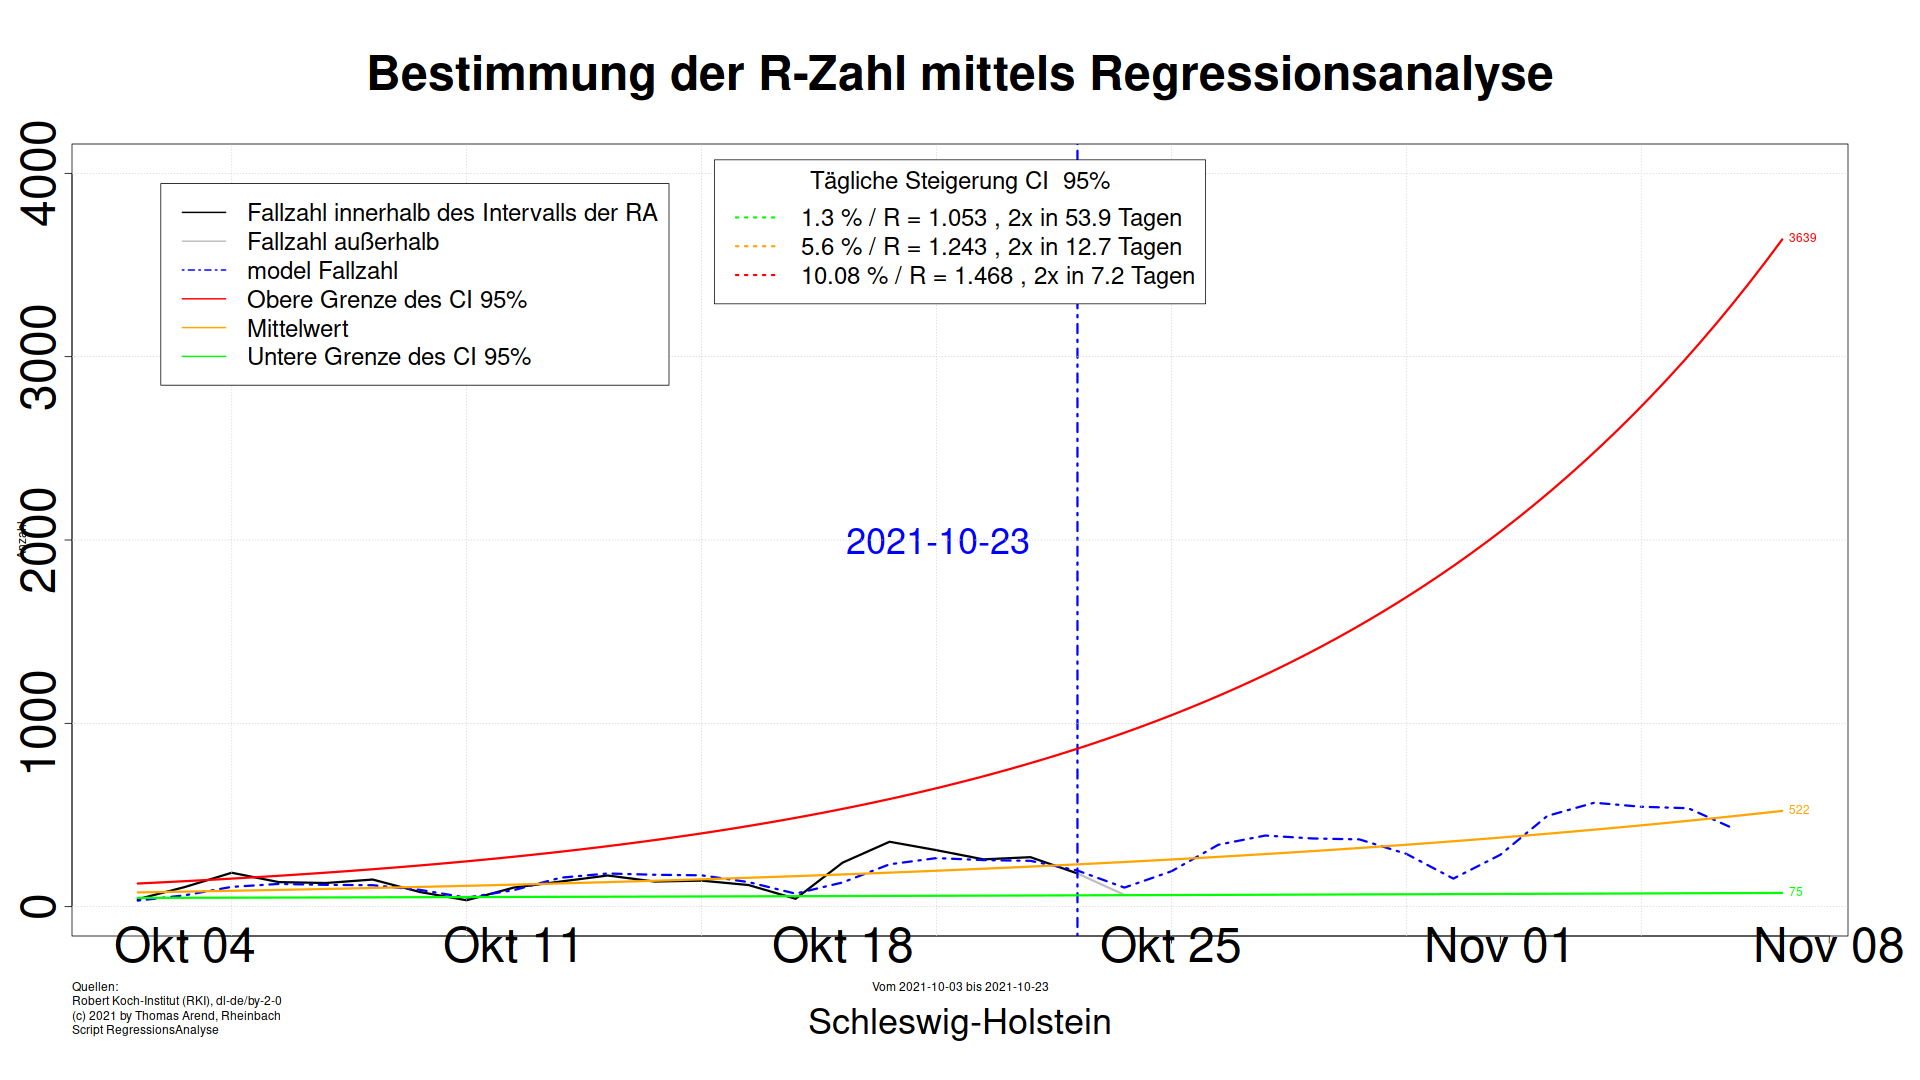 Bestimmung der R-Zahl mittels Regressionsanalyse
4000
3000
2000
1000
0
Anzahl
Fallzahl innerhalb des Intervalls der RA
Fallzahl außerhalb
model Fallzahl
Obere Grenze des CI 95%
Mittelwert
Untere Grenze des CI 95%
Tägliche Steigerung CI 95%
1.3 % / R = 1.053 , 2x in 53.9 Tagen
5.6 % / R = 1.243 , 2x in 12.7 Tagen
10.08 % / R = 1.468 , 2x in 7.2 Tagen
3639
2021-10-23
522
75
Okt 04
Okt 11
Okt 18
Okt 25
Nov 01
Nov 08
Quellen:
Robert Koch-Institut (RKI), dl-de/by-2-0
(c) 2021 by Thomas Arend, Rheinbach
Script RegressionsAnalyse
Vom 2021-10-03 bis 2021-10-23
Schleswig-Holstein